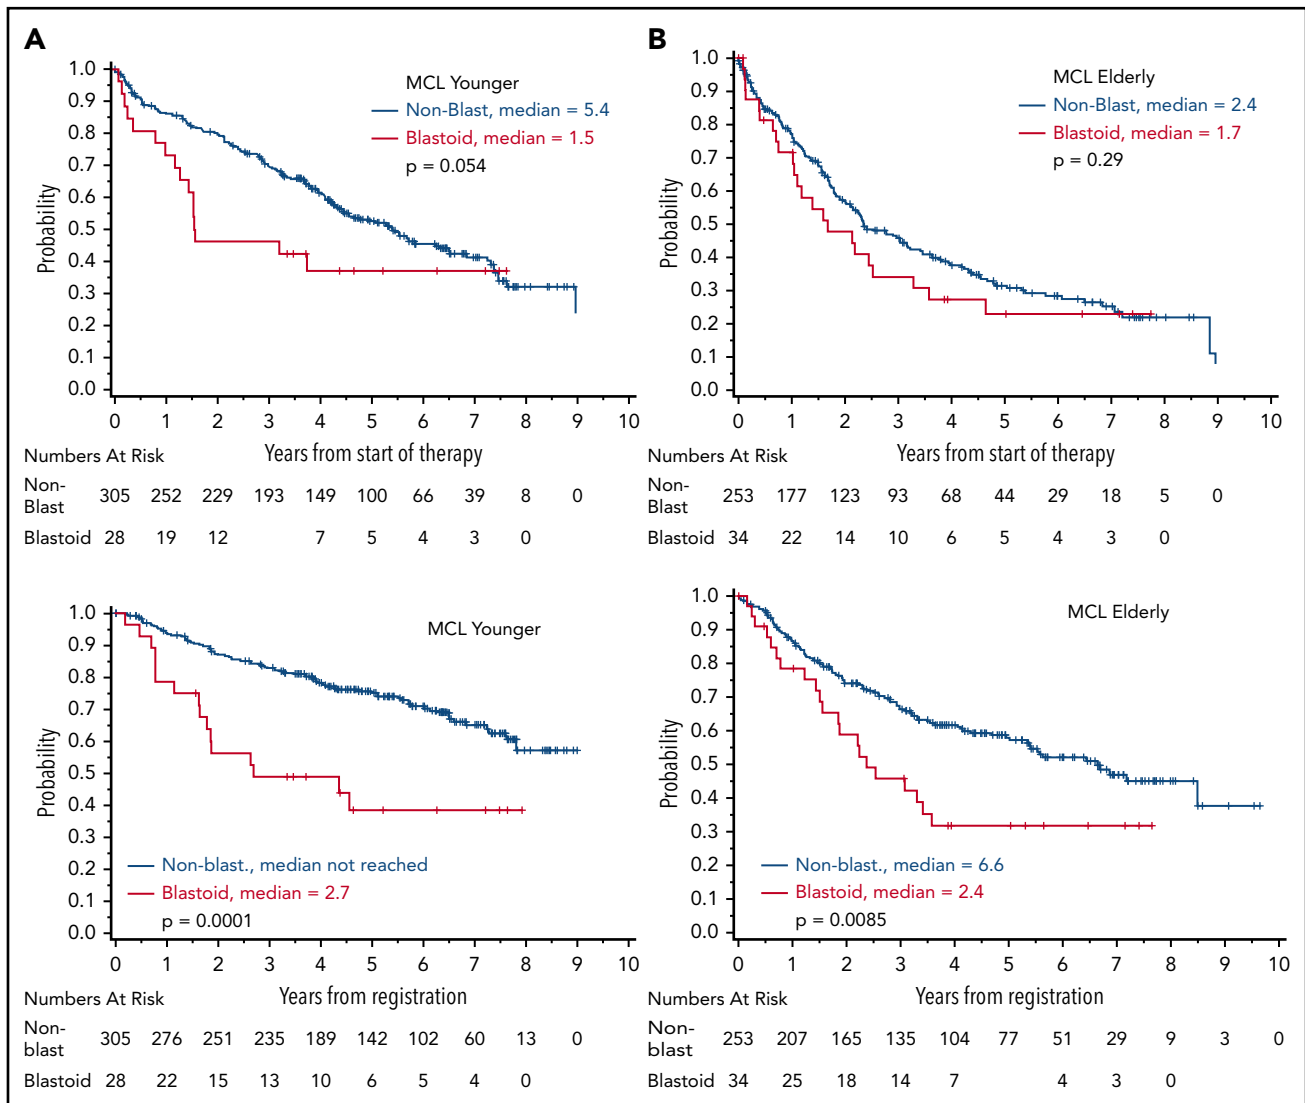 A
MCL Younger
Non-Blast, median = 5.4
Blastoid, median = 1.5
p = 0.054
Probability
1.0
0.9
0.8
0.7
0.6
0.5
0.4
0.3
0.2
0.1
0.0
0 1 2 3 4 5 6 7 8 9 10
Years from start of therapy
Numbers At Risk
Non-
Blast 305 252 229 193 149 100 66 39 8 0
Blastoid 28 19 12 7 5 4 3 0
B
MCL Elderly
Non-Blast, median = 2.4
Blastoid, median = 1.7
p = 0.29
Probability
1.0
0.9
0.8
0.7
0.6
0.5
0.4
0.3
0.2
0.1
0.0
0 1 2 3 4 5 6 7 8 9 10
Years from start of therapy
Numbers At Risk
Non-
Blast 253 177 123 93 68 44 29 18 5 0
Blastoid 34 22 14 10 6 5 4 3 0
MCL Younger
Probability
1.0
0.9
0.8
0.7
0.6
0.5
0.4
0.3
0.2
0.1
0.0
Non-blast., median not reached
Blastoid, median = 2.7
p = 0.0001
0 1 2 3 4 5 6 7 8 9 10
Years from registration
Numbers At Risk
Non-
blast 305 276 251 235 189 142 102 60 13 0
Blastoid 28 22 15 13 10 6 5 4 0
MCL Elderly
Probability
1.0
0.9
0.8
0.7
0.6
0.5
0.4
0.3
0.2
0.1
0.0
Non-blast., median = 6.6
Blastoid, median = 2.4
p = 0.0085
0 1 2 3 4 5 6 7 8 9 10
Years from registration
Numbers At Risk
Non-
blast 253 207 165 135 104 77 51 29 9 3 0
Blastoid 34 25 18 14 7 4 3 0